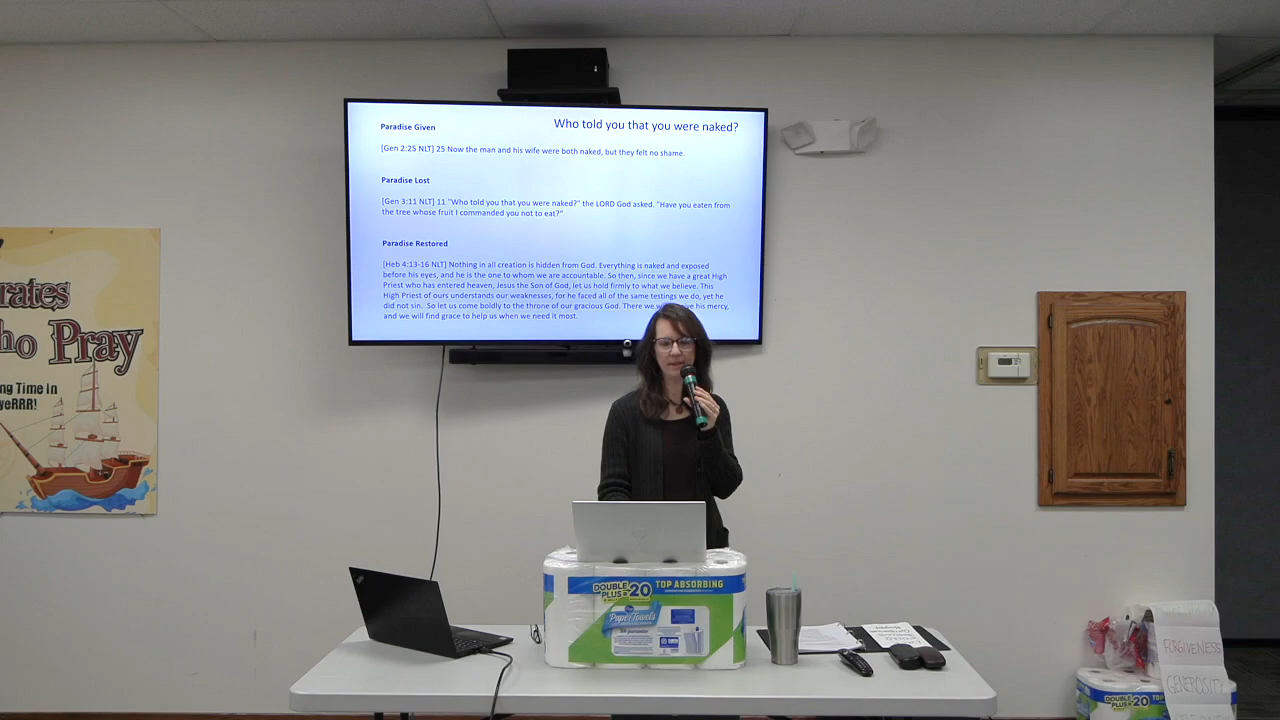 Who told you that you were naked?
Paradise Given
[Gen 2:25 NLT] 25 Now the man and his wife were both naked, but they felt no shame.
Paradise Lost
[Gen 3:11 NLT] 11 "Who told you that you were naked?" the LORD God asked. "Have you eaten from
the tree whose fruit I commanded you not to eat?"
Paradise Restored
[Heb 4:13-16 NLT] Nothing in all creation is hidden from God. Everything is naked and exposed
before his eyes, and he is the one to whom we are accountable. So then, since we have a great High
Priest who has entered heaven, Jesus the Son of God, let us hold firmly to what we believe. This
High Priest of ours understands our weaknesses, for he faced all of the same testings we do, yet he
did not sin. So let us come boldly to the throne of our gracious God. There we his mercy,
and we will find grace to help us when we need it most.
rates
ho Pray
ng Time In
yeRRR!
DOUBLE
PLUS=20
TOP ABSORBING
Paper Towels
DOUBLE
PLUS=20
TOP
FORGIVENESS
GENEROSITY